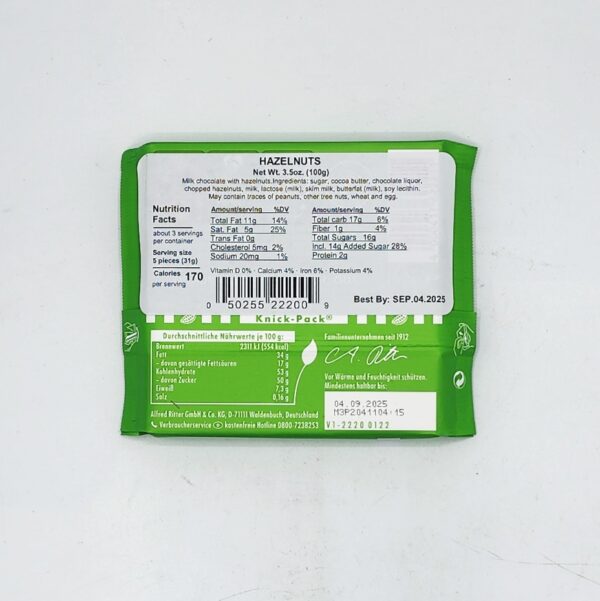 HAZELNUTS
Net Wt. 3.5oz. (100g)
Milk chocolate with hazelnuts.Ingredients: sugar, cocoa butter, chocolate liquor,
chopped hazelnuts, milk, lactose (milk), skim milk, butterfat (milk), soy lecithin.
May contain traces of peanuts, other tree nuts, wheat and egg.
Nutrition
Facts
about 3 servings
per container
Serving size
5 pieces (31g)
Calories 170
per serving
Amount/serving %DV
Total Fat 11g 14%
Sat. Fat 5g 25%
Trans Fat 0g
Cholesterol 5mg 2%
Sodium 20mg 1%
Amount/serving %DV
Total carb 17g 6%
Fiber 1g 4%
Total Sugars 16g
Incl. 14g Added Sugar 28%
Protein 2g
Vitamin D 0% · Calcium 4% · Iron 6% · Potassium 4%
0 50255 22200 9
Best By: SEP.04.2025
Knick-Pack®
Durchschnittliche Nährwerte je 100 g:
Brennwert 2311 kJ (554 kcal)
Fett 34 g
- davon gesättigte Fettsäuren 17 g
Kohlenhydrate 53 g
- davon Zucker 50 g
Eiweiß 7,3 g
Salz 0,16 g
Alfred Ritter GmbH & Co. KG, D-71111 Waldenbuch, Deutschland
Verbraucherservice kostenfreie Hotline 0800-7238253
Familienunternehmen seit 1912
Vor Wärme und Feuchtigkeit schützen.
Mindestens haltbar bis:
04.09.2025
M3P2041104 15
V1-2220 0122